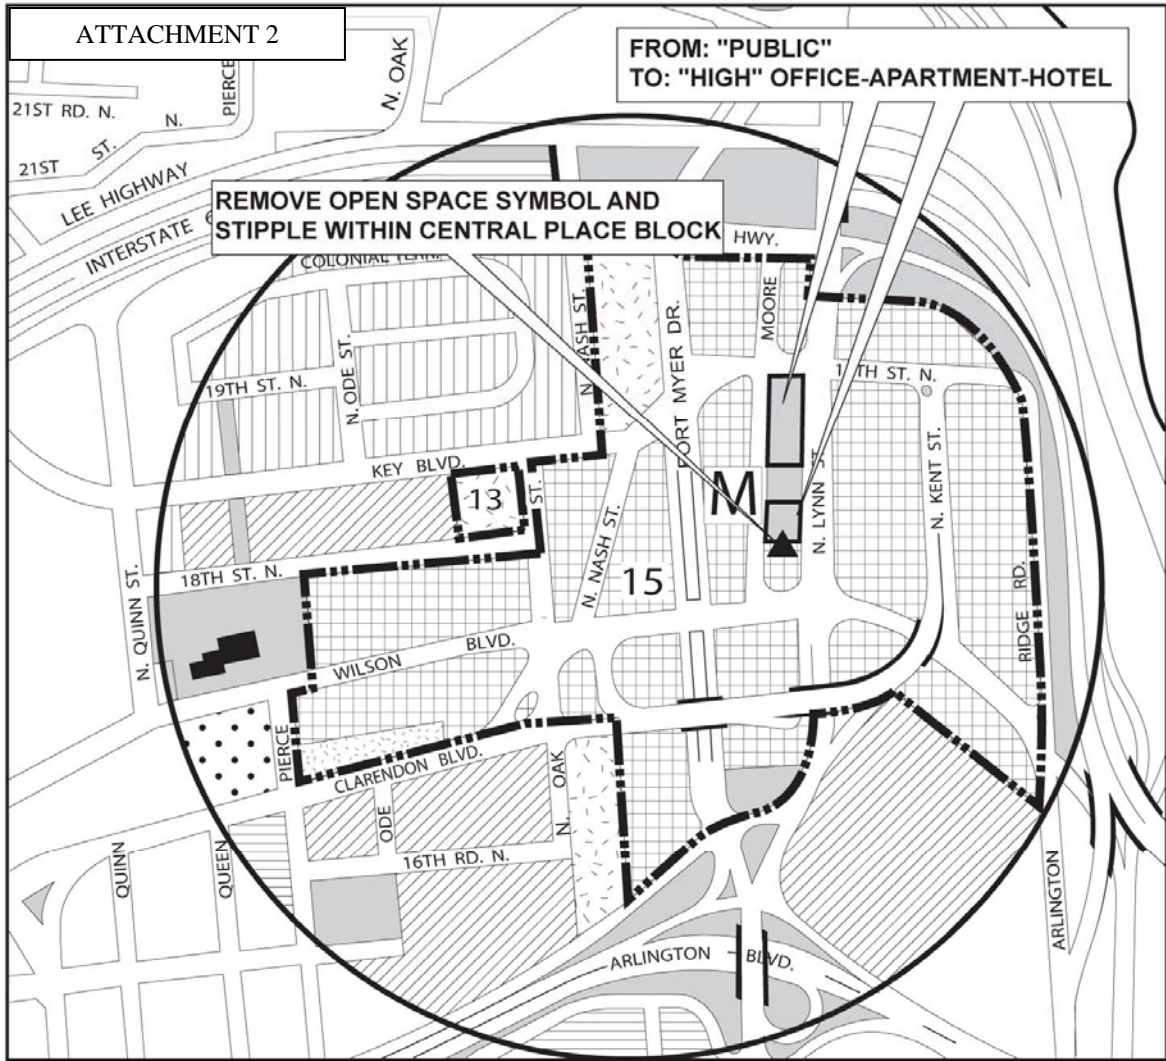 ATTACHMENT 2
FROM: "PUBLIC"
TO: "HIGH" OFFICE-APARTMENT-HOTEL
PIERCE
N. OAK
21ST RD. N.
N.
ST.
21ST
LEE HIGHWAY
INTERSTATE
REMOVE OPEN SPACE SYMBOL AND
STIPPLE WITHIN CENTRAL PLACE BLOCK
HWY.
COLONIAL
MOORE
NASH ST.
FORT MYER DR.
19TH ST. N.
N. ODE ST.
ST. N.
KEY BLVD.
13
ST.
M
N. LYNN ST.
N. KENT ST.
N. NASH ST.
15
18TH ST. N.
N. QUINN ST.
WILSON BLVD.
RIDGE RD.
PIERCE
CLARENDON BLVD.
N. OAK
ODE
16TH RD. N.
QUINN
QUEEN
ARLINGTON BLVD.
ARLINGTON